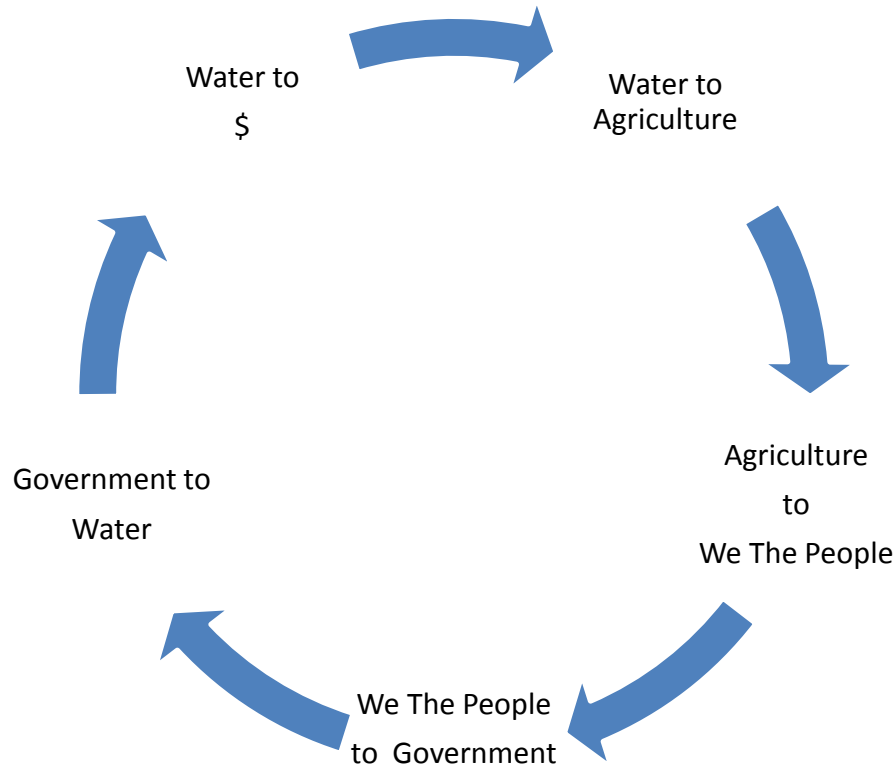 Water to
$
Water to
Agriculture
Agriculture
to
We The People
We The People
to  Government
Government to
Water